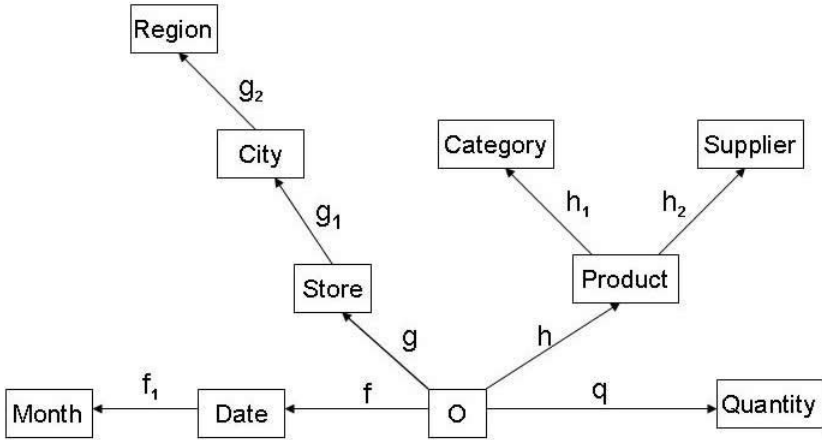 Region
g₂
City
Category
Supplier
g₁
h₁
h₂
Store
Product
g
h
f₁
f
q
Month
Date
O
Quantity